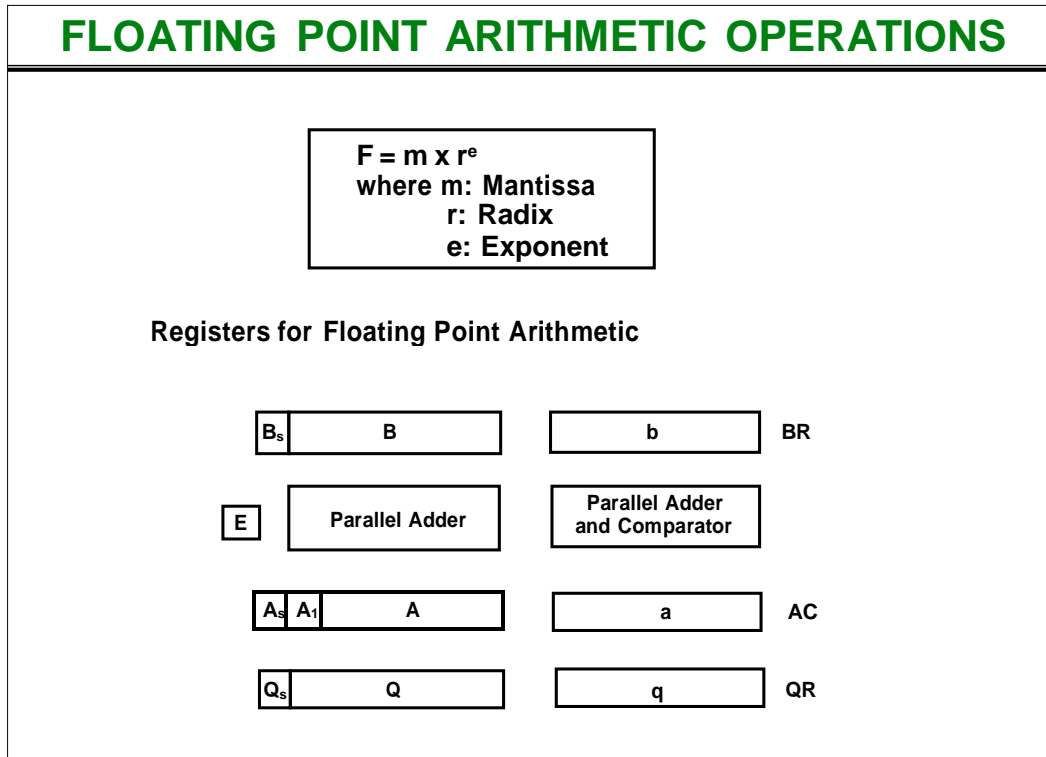 FLOATING POINT ARITHMETIC OPERATIONS
F = m x rᵉ
where m: Mantissa
r: Radix
e: Exponent
Registers for Floating Point Arithmetic
Bₛ B b BR
E Parallel Adder Parallel Adder
and Comparator
Aₛ A₁ A a AC
Qₛ Q q QR